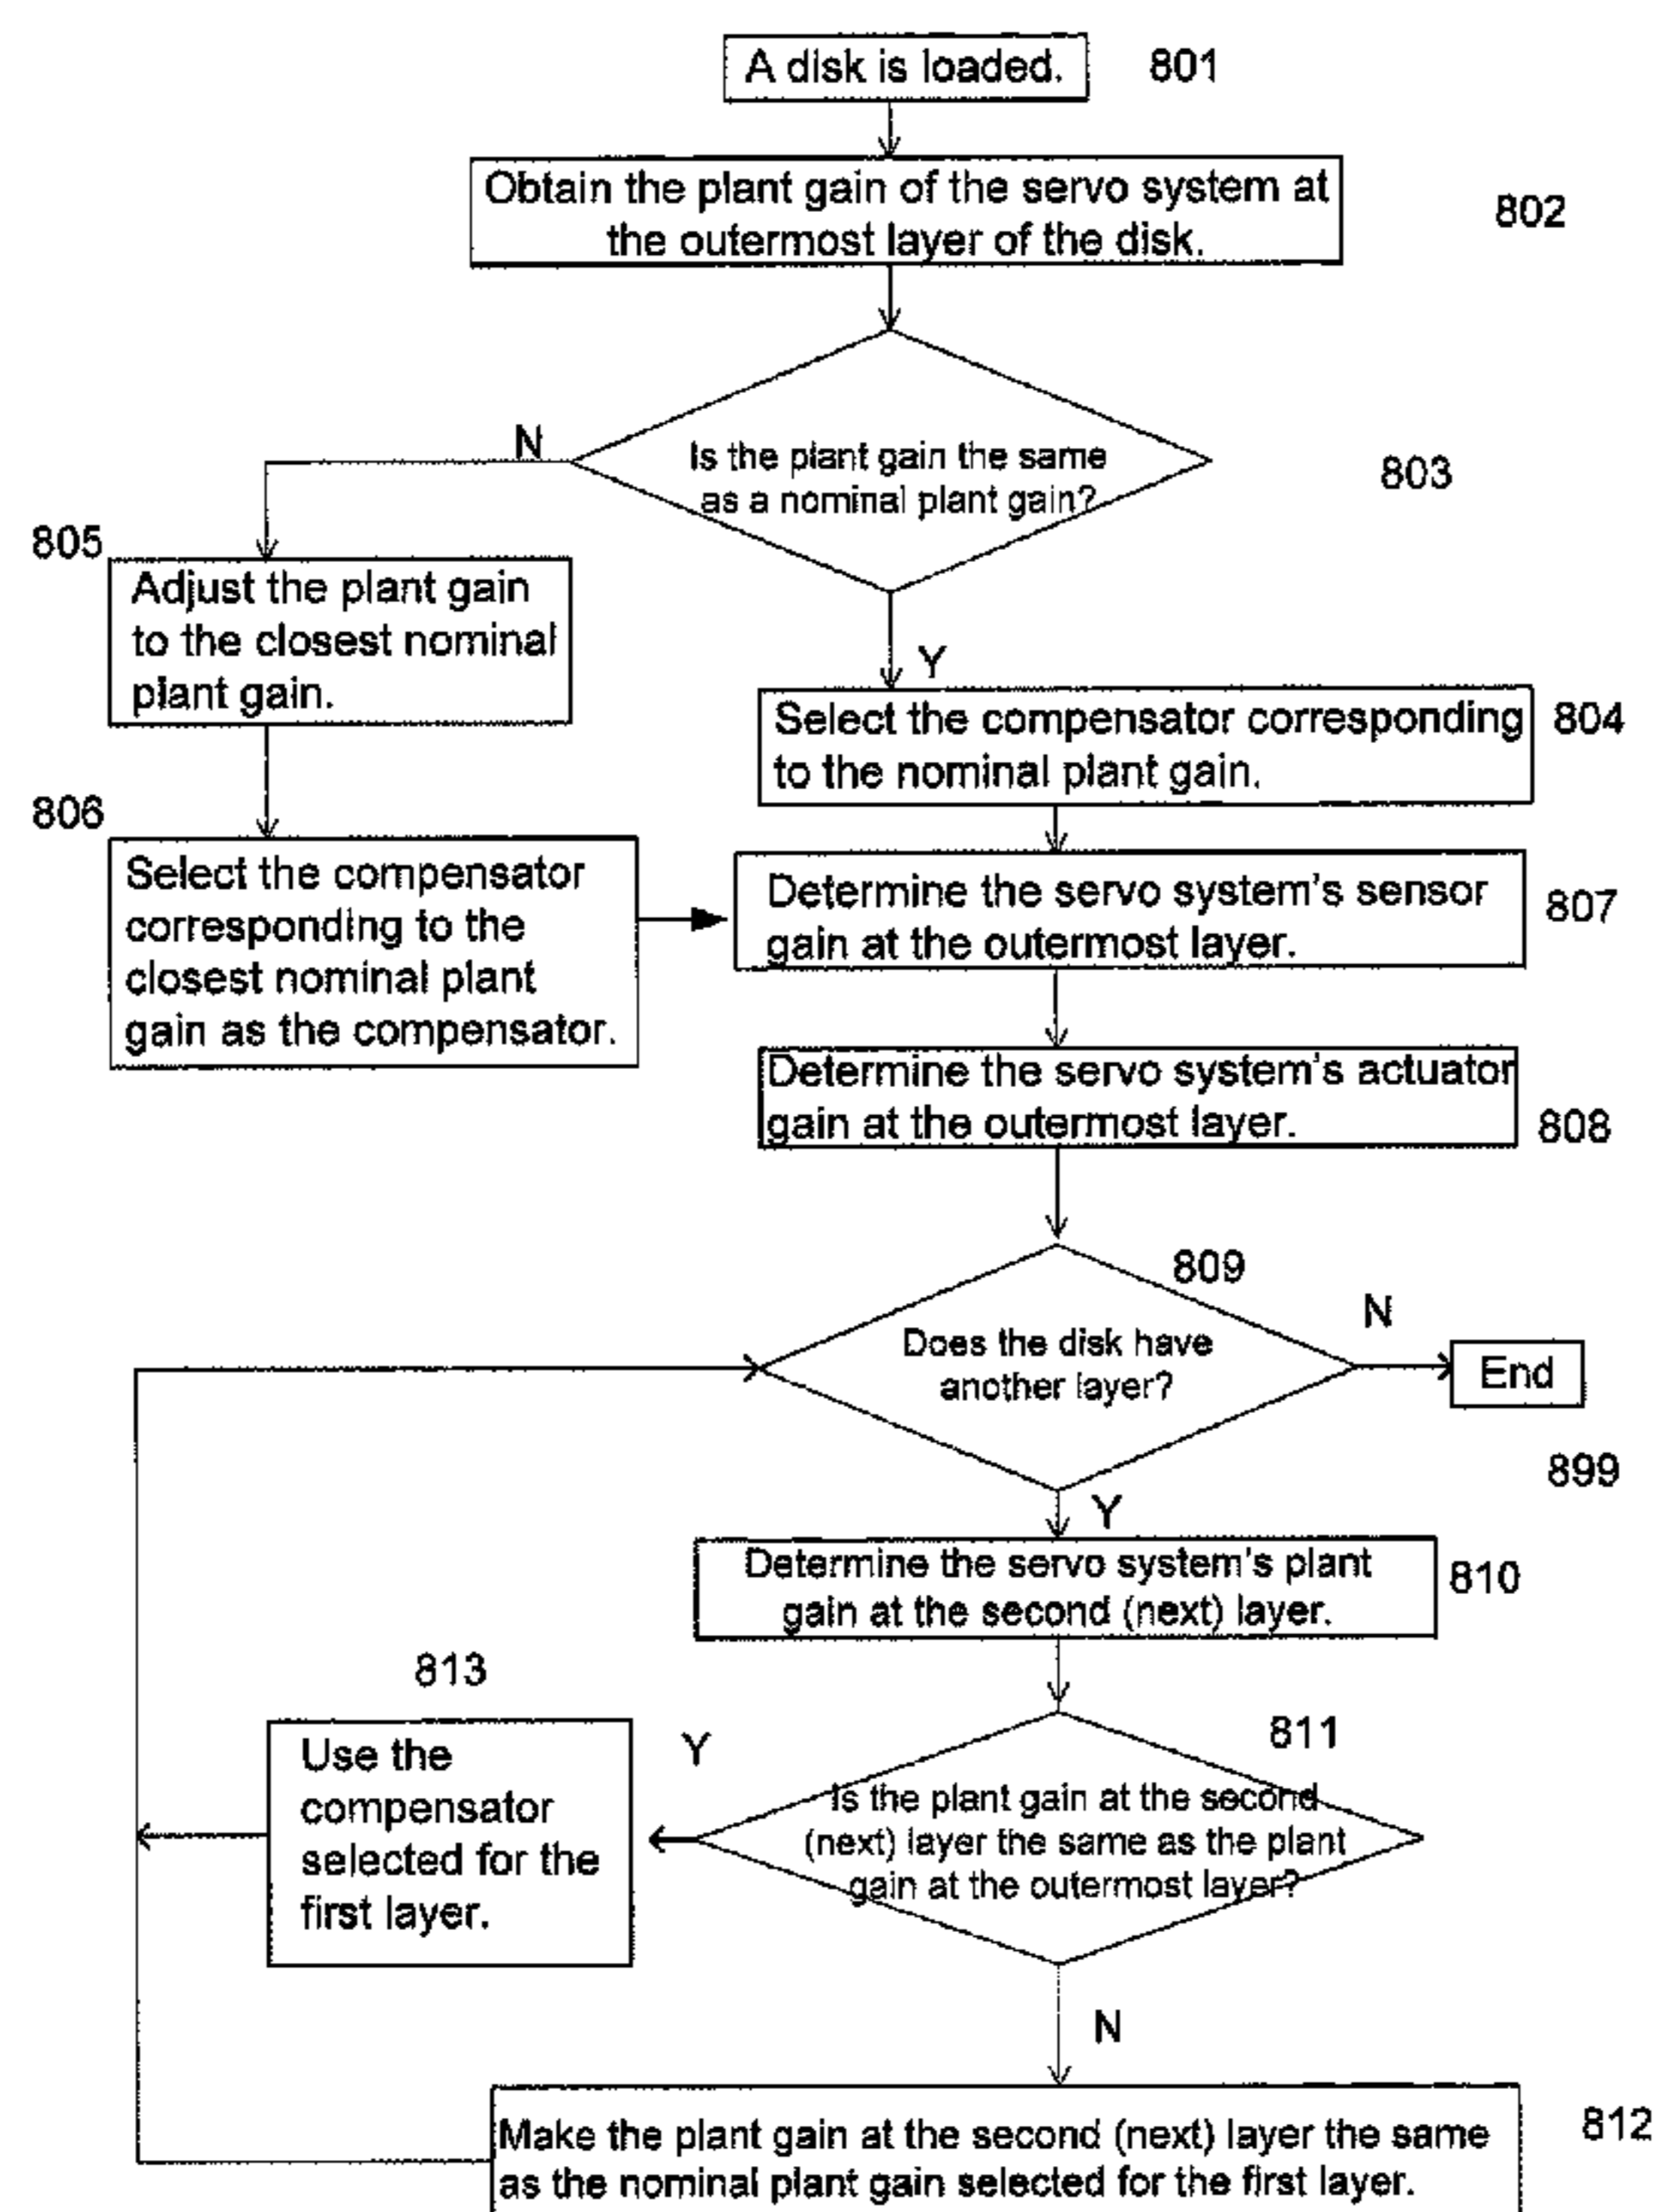 A disk is loaded.
801
Obtain the plant gain of the servo system at
the outermost layer of the disk.
802
N
Is the plant gain the same
as a nominal plant gain?
803
805
Adjust the plant gain
to the closest nominal
plant gain.
Y
Select the compensator corresponding
to the nominal plant gain.
804
806
Select the compensator
corresponding to the
closest nominal plant
gain as the compensator.
Determine the servo system's sensor
gain at the outermost layer.
807
Determine the servo system's actuator
gain at the outermost layer.
808
809
Does the disk have
another layer?
N
End
899
Y
Determine the servo system's plant
gain at the second (next) layer.
810
813
Use the
compensator
selected for the
first layer.
Y
811
Is the plant gain at the second
(next) layer the same as the plant
gain at the outermost layer?
N
Make the plant gain at the second (next) layer the same
as the nominal plant gain selected for the first layer.
812